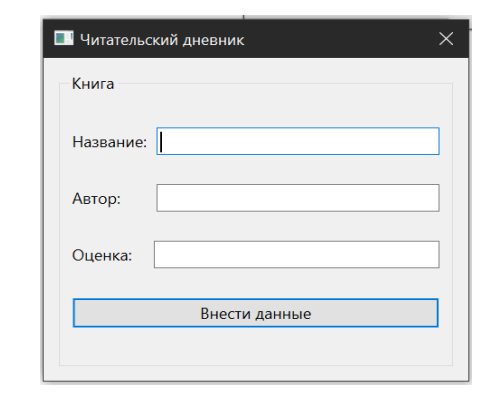 Читательский дневник
Книга
Название:
Автор:
Оценка:
Внести данные